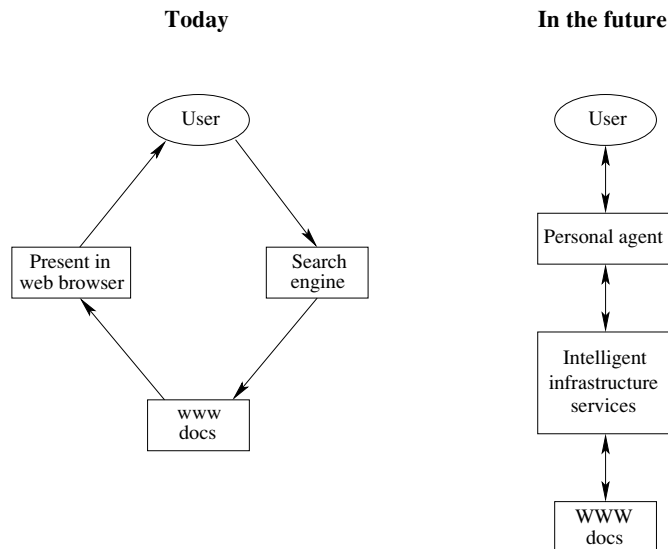 Today
In the future
User
User
Personal agent
Present in
web browser
Search
engine
Intelligent
infrastructure
services
www
docs
WWW
docs